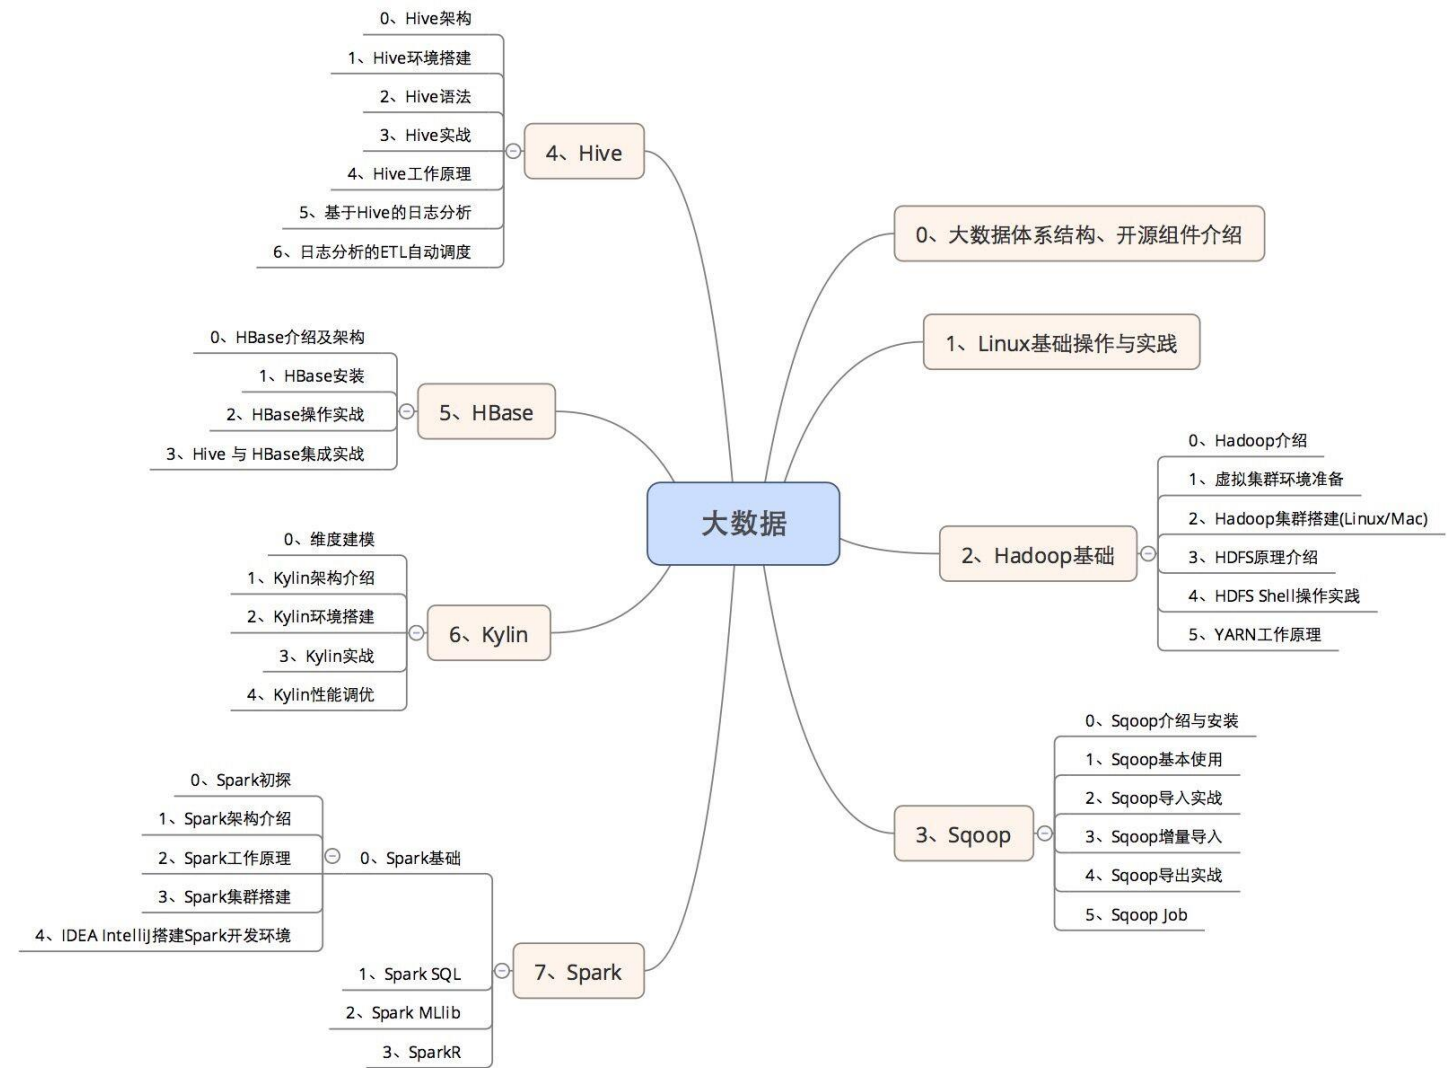 大数据
0、大数据体系结构、开源组件介绍
1、Linux基础操作与实践
2、Hadoop基础
0、Hadoop介绍
1、虚拟集群环境准备
2、Hadoop集群搭建(Linux/Mac)
3、HDFS原理介绍
4、HDFS Shell操作实践
5、YARN工作原理
3、Sqoop
0、Sqoop介绍与安装
1、Sqoop基本使用
2、Sqoop导入实战
3、Sqoop增量导入
4、Sqoop导出实战
5、Sqoop Job
4、Hive
0、Hive架构
1、Hive环境搭建
2、Hive语法
3、Hive实战
4、Hive工作原理
5、基于Hive的日志分析
6、日志分析的ETL自动调度
5、HBase
0、HBase介绍及架构
1、HBase安装
2、HBase操作实战
3、Hive 与 HBase集成实战
6、Kylin
0、维度建模
1、Kylin架构介绍
2、Kylin环境搭建
3、Kylin实战
4、Kylin性能调优
7、Spark
0、Spark基础
0、Spark初探
1、Spark架构介绍
2、Spark工作原理
3、Spark集群搭建
4、IDEA IntelliJ搭建Spark开发环境
1、Spark SQL
2、Spark MLlib
3、SparkR